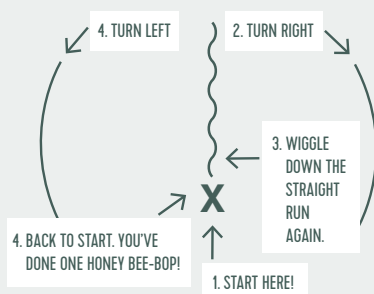 4. TURN LEFT
2. TURN RIGHT
3. WIGGLE
DOWN THE
STRAIGHT
RUN
AGAIN.
X
4. BACK TO START. YOU'VE
DONE ONE HONEY BEE-BOP!
1. START HERE!